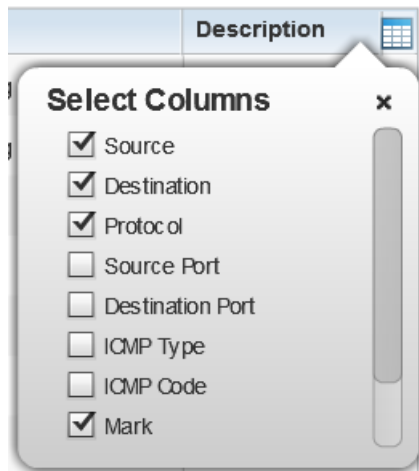 Description
Select Columns
Source
Destination
Protocol
Source Port
Destination Port
ICMP Type
ICMP Code
Mark